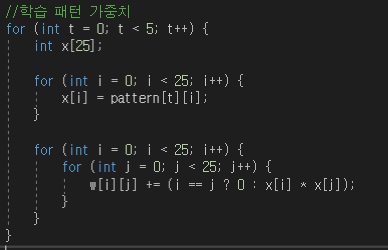 //학습 패턴 가중치
for (int t = 0; t < 5; t++) {
int x[25];
for (int i = 0; i < 25; i++) {
x[i] = pattern[t][i];
}
for (int i = 0; i < 25; i++) {
for (int j = 0; j < 25; j++) {
w[i][j] += (i == j ? 0 : x[i] * x[j]);
}
}
}